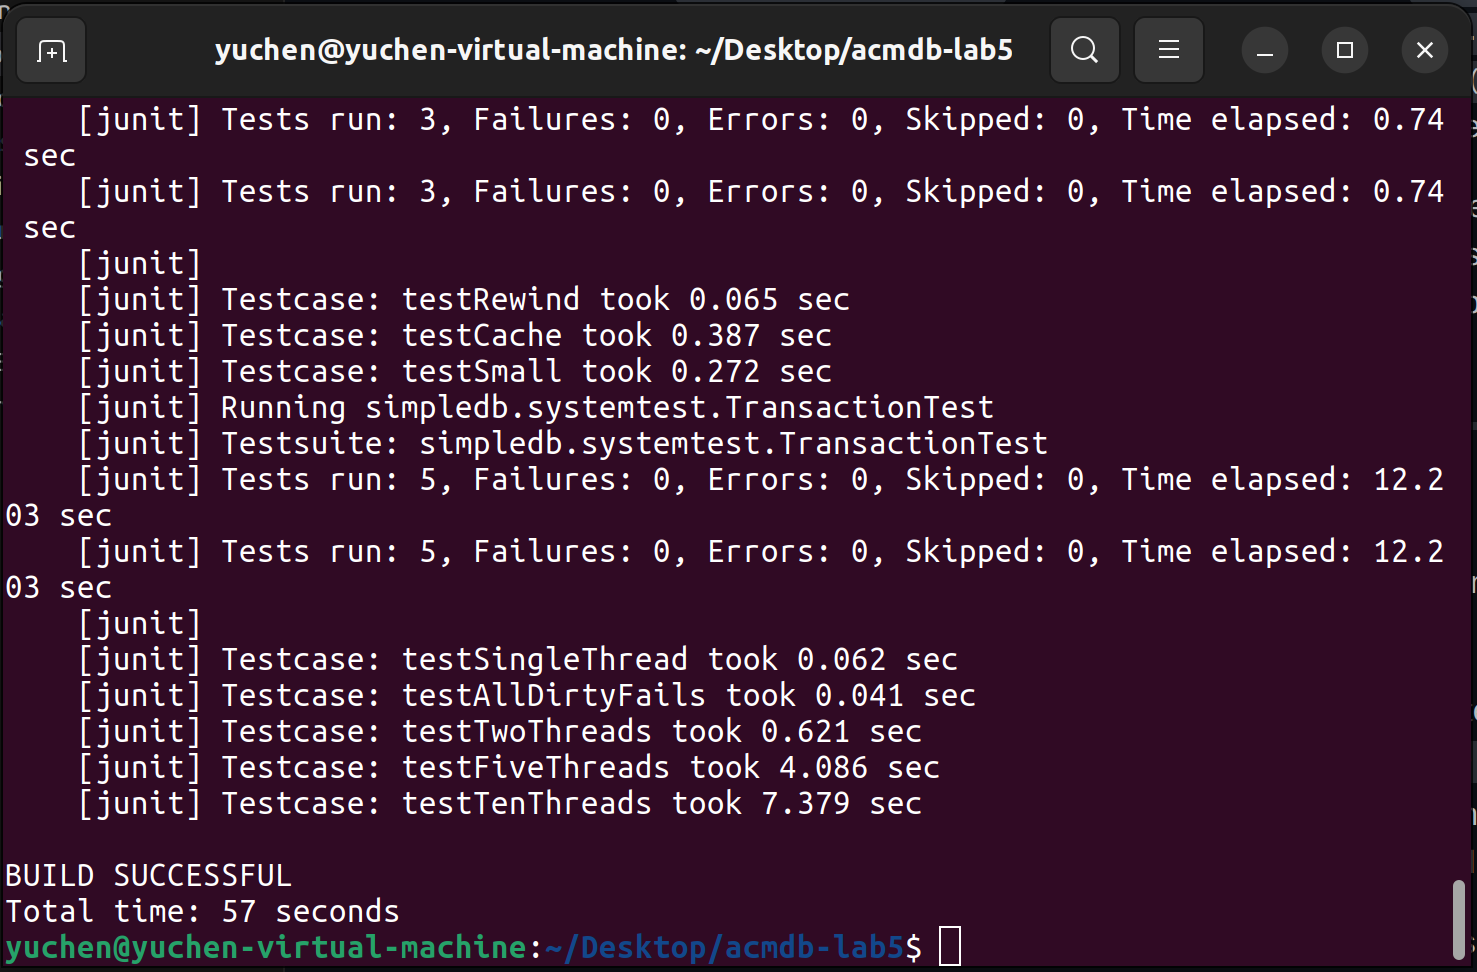 yuchen@yuchen-virtual-machine: ~/Desktop/acmdb-lab5
[junit] Tests run: 3, Failures: 0, Errors: 0, Skipped: 0, Time elapsed: 0.74
sec
[junit] Tests run: 3, Failures: 0, Errors: 0, Skipped: 0, Time elapsed: 0.74
sec
[junit]
[junit] Testcase: testRewind took 0.065 sec
[junit] Testcase: testCache took 0.387 sec
[junit] Testcase: testSmall took 0.272 sec
[junit] Running simpledb.systemtest.TransactionTest
[junit] Testsuite: simpledb.systemtest.TransactionTest
[junit] Tests run: 5, Failures: 0, Errors: 0, Skipped: 0, Time elapsed: 12.2
03 sec
[junit] Tests run: 5, Failures: 0, Errors: 0, Skipped: 0, Time elapsed: 12.2
03 sec
[junit]
[junit] Testcase: testSingleThread took 0.062 sec
[junit] Testcase: testAllDirtyFails took 0.041 sec
[junit] Testcase: testTwoThreads took 0.621 sec
[junit] Testcase: testFiveThreads took 4.086 sec
[junit] Testcase: testTenThreads took 7.379 sec
BUILD SUCCESSFUL
Total time: 57 seconds
yuchen@yuchen-virtual-machine:~/Desktop/acmdb-lab5$